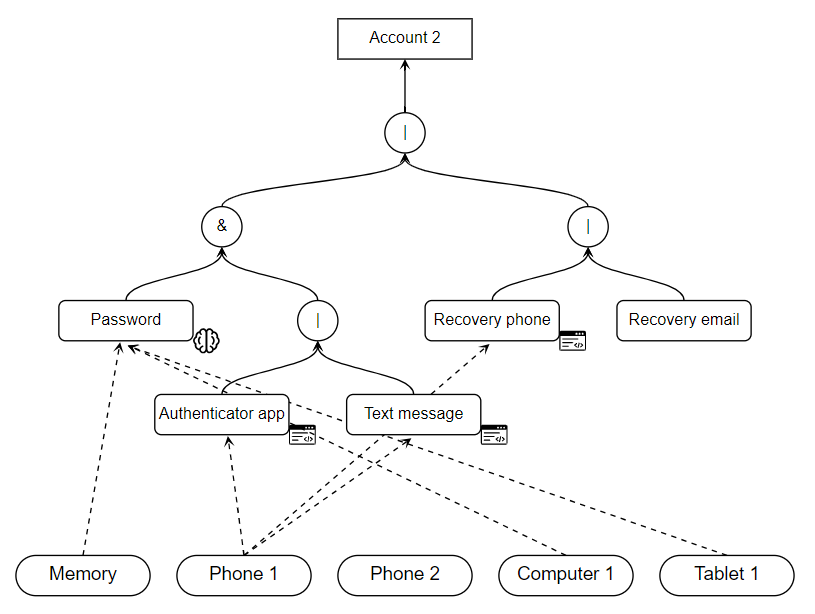 Account 2
|
&
|
Password
|
Recovery phone
Recovery email
Authenticator app
Text message
Memory
Phone 1
Phone 2
Computer 1
Tablet 1